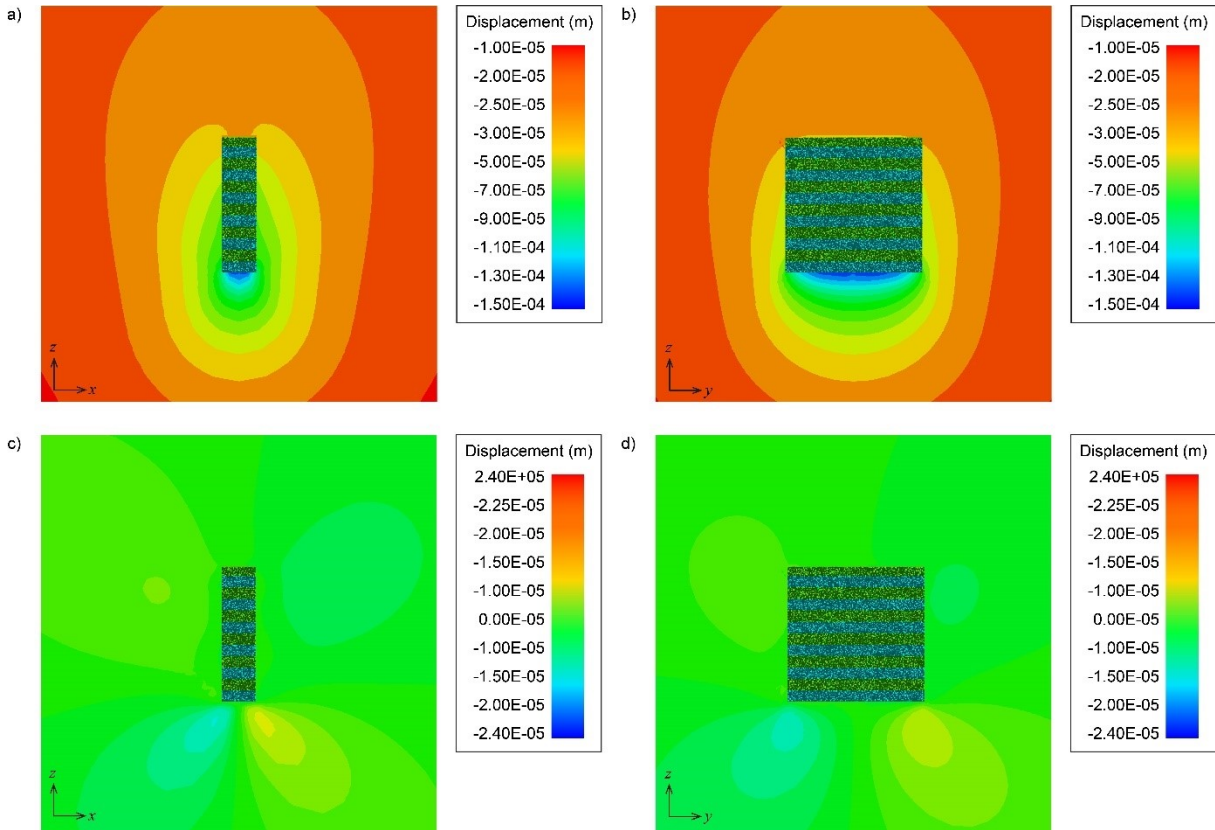 a)
Displacement (m)
-1.00E-05
-2.00E-05
-2.50E-05
-3.00E-05
-5.00E-05
-7.00E-05
-9.00E-05
-1.10E-04
-1.30E-04
-1.50E-04
z
x
b)
Displacement (m)
-1.00E-05
-2.00E-05
-2.50E-05
-3.00E-05
-5.00E-05
-7.00E-05
-9.00E-05
-1.10E-04
-1.30E-04
-1.50E-04
z
y
c)
Displacement (m)
2.40E+05
-2.25E-05
2.00E-05
-1.50E-05
1.00E-05
0.00E-05
-1.00E-05
-1.50E-05
-2.00E-05
-2.40E-05
z
x
d)
Displacement (m)
2.40E+05
-2.25E-05
2.00E-05
-1.50E-05
1.00E-05
0.00E-05
-1.00E-05
-1.50E-05
-2.00E-05
-2.40E-05
z
y